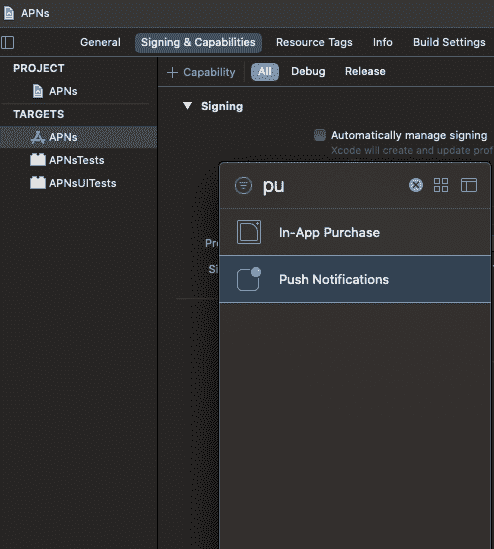 APNs
General Signing & Capabilities Resource Tags Info Build Settings
PROJECT
APNs
TARGETS
APNs
APNsTests
APNsUITests
+ Capability All Debug Release
Signing
Automatically manage signing
Xcode will create and update prof
pu
In-App Purchase
Push Notifications
Pr
Si